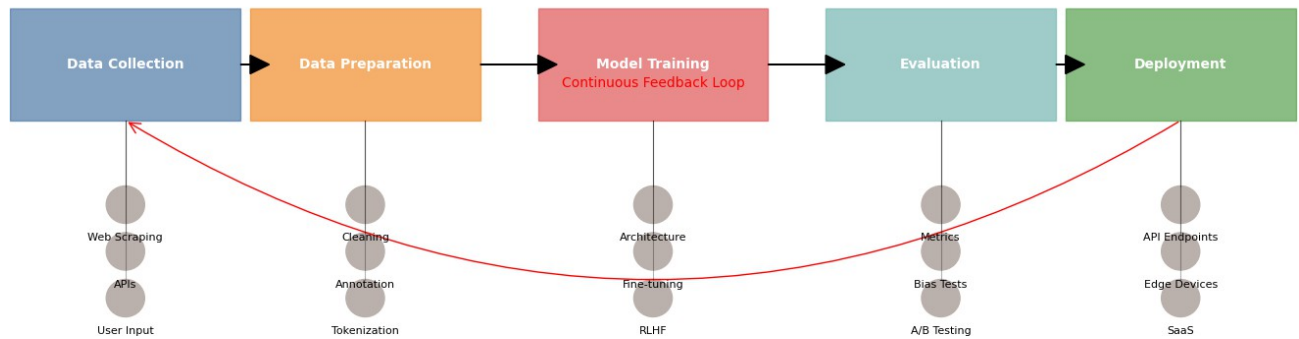 Data Collection
Data Preparation
Model Training
Continuous Feedback Loop
Evaluation
Deployment
Web Scraping
APIs
User Input
Cleaning
Annotation
Tokenization
Architecture
Fine-tuning
RLHF
Metrics
Bias Tests
A/B Testing
API Endpoints
Edge Devices
SaaS